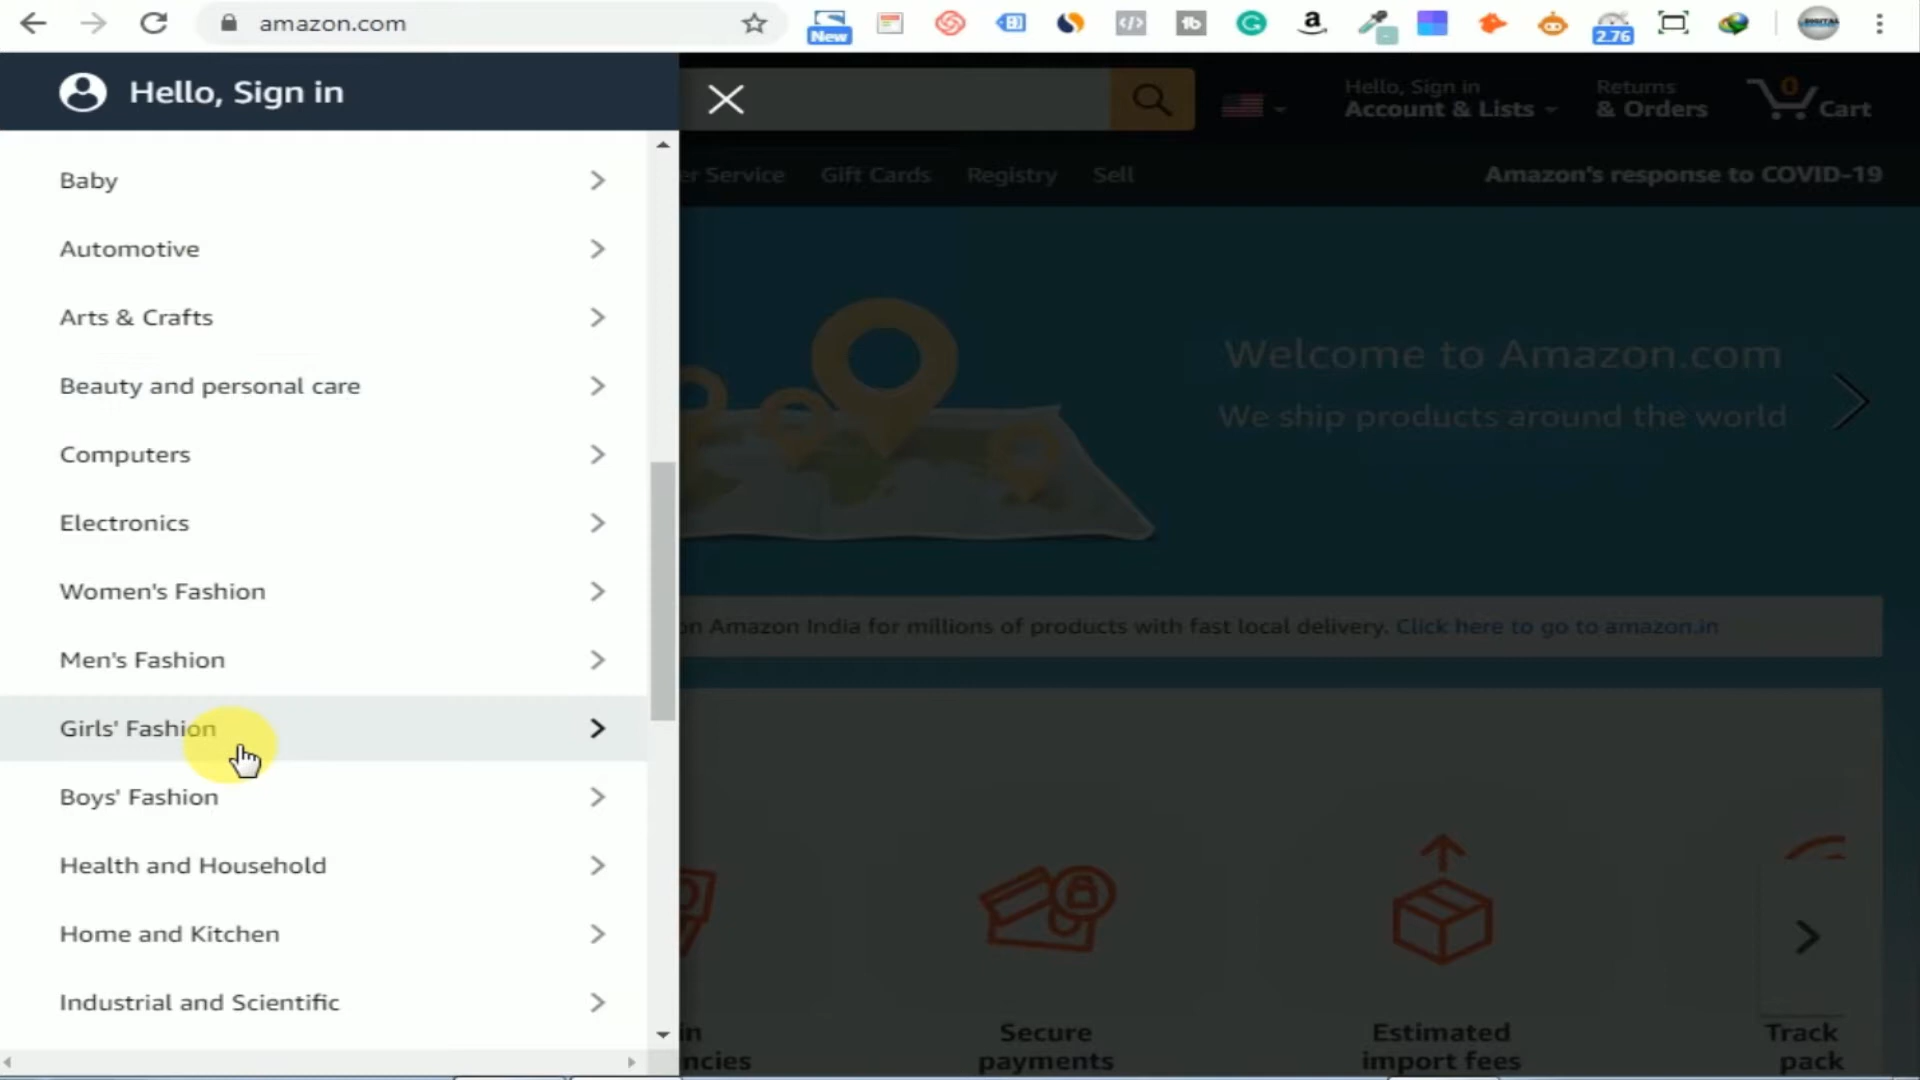 amazon.com
New
2.76
Hello, Sign in
Hello, Sign in
Account & Lists
Returns
& Orders
0
Cart
er Service
Gift Cards
Registry
Sell
Amazon's response to COVID-19
Baby
Automotive
Arts & Crafts
Beauty and personal care
Computers
Electronics
Women's Fashion
Men's Fashion
Girls' Fashion
Boys' Fashion
Health and Household
Home and Kitchen
Industrial and Scientific
Welcome to Amazon.com
We ship products around the world
on Amazon India for millions of products with fast local delivery. Click here to go to amazon.in
in
ncies
Secure
payments
Estimated
import fees
Track
pack